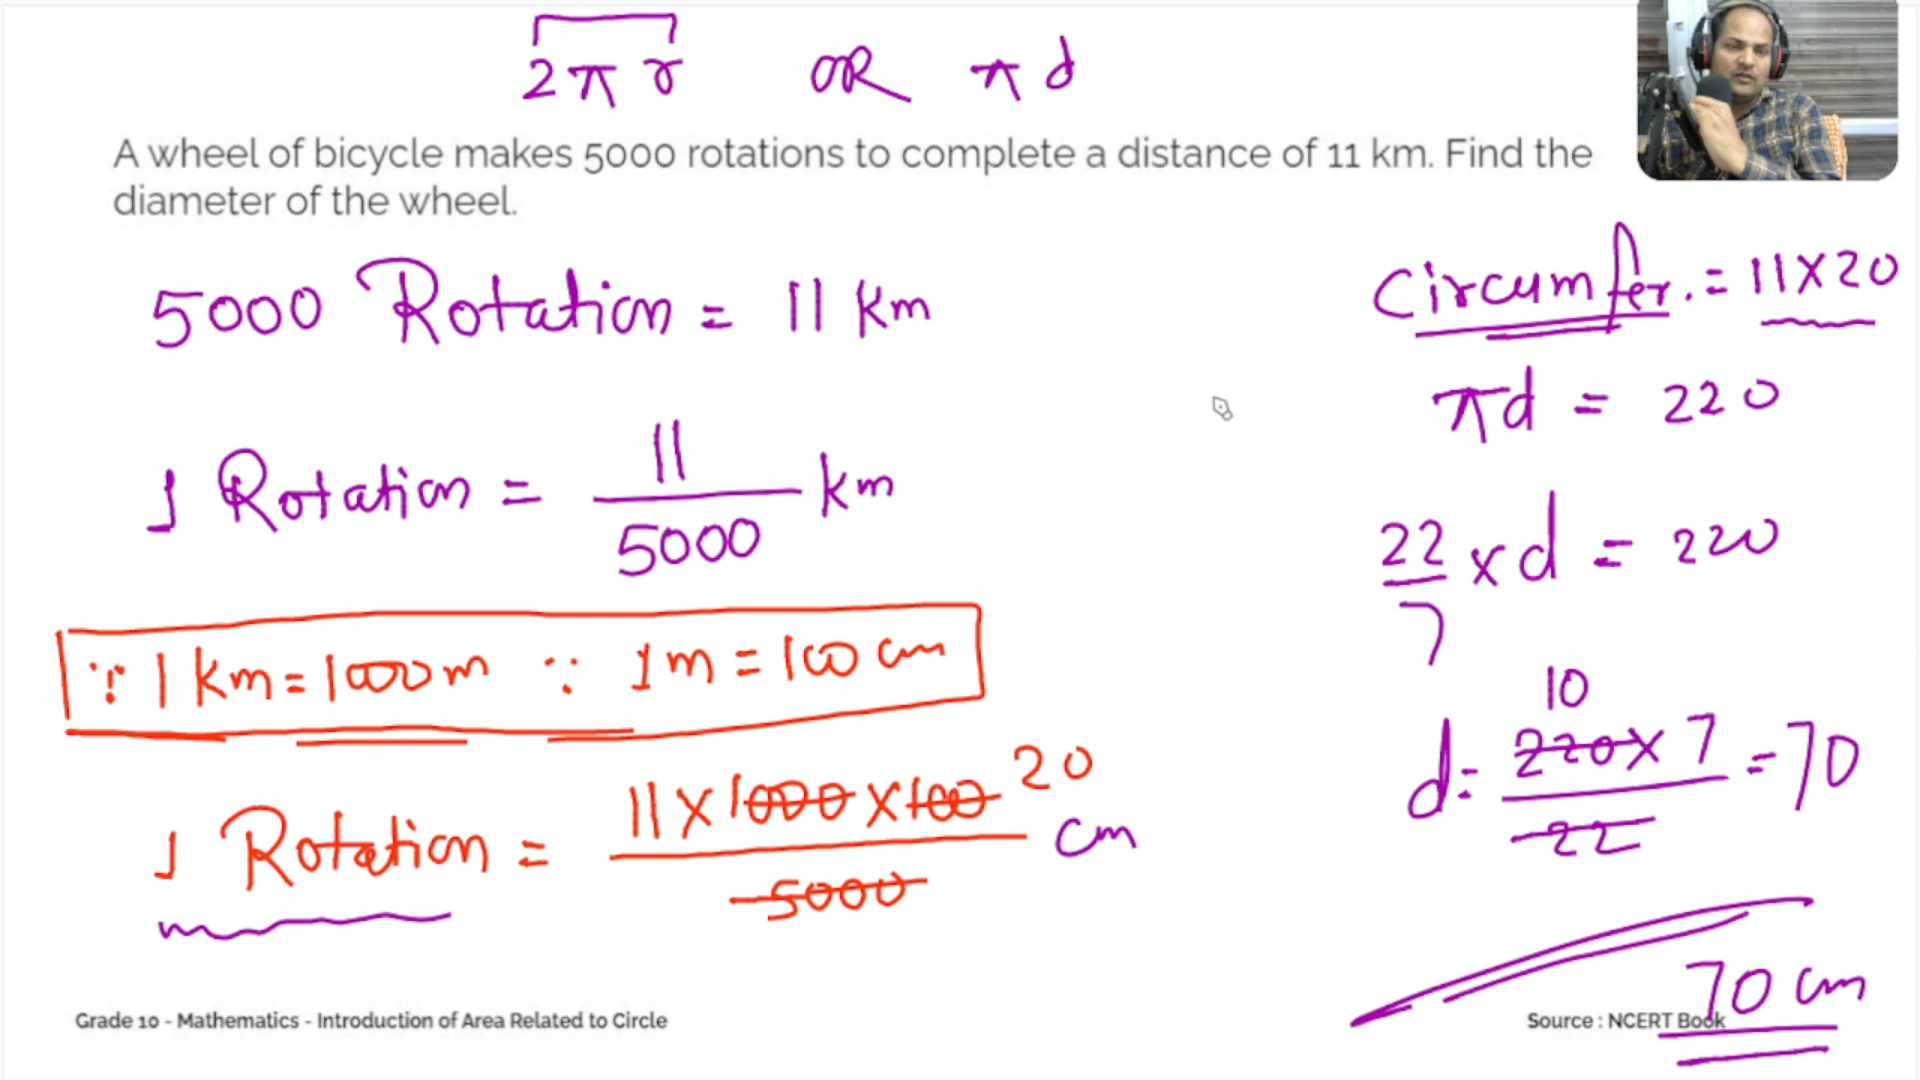 2πr OR πd
A wheel of bicycle makes 5000 rotations to complete a distance of 11 km. Find the
diameter of the wheel.
5000 Rotation = 11 km
1 Rotation = 11/5000 km
∵ 1 km = 1000 m ∵ 1 m = 100 cm
1 Rotation = 11 × 1000 × 100 / 5000 20 cm
Circumfer. = 11 × 20
πd = 220
22/7 × d = 220
10
d = 220 × 7 / 22 = 70
70 cm
Grade 10 - Mathematics - Introduction of Area Related to Circle
Source : NCERT Book